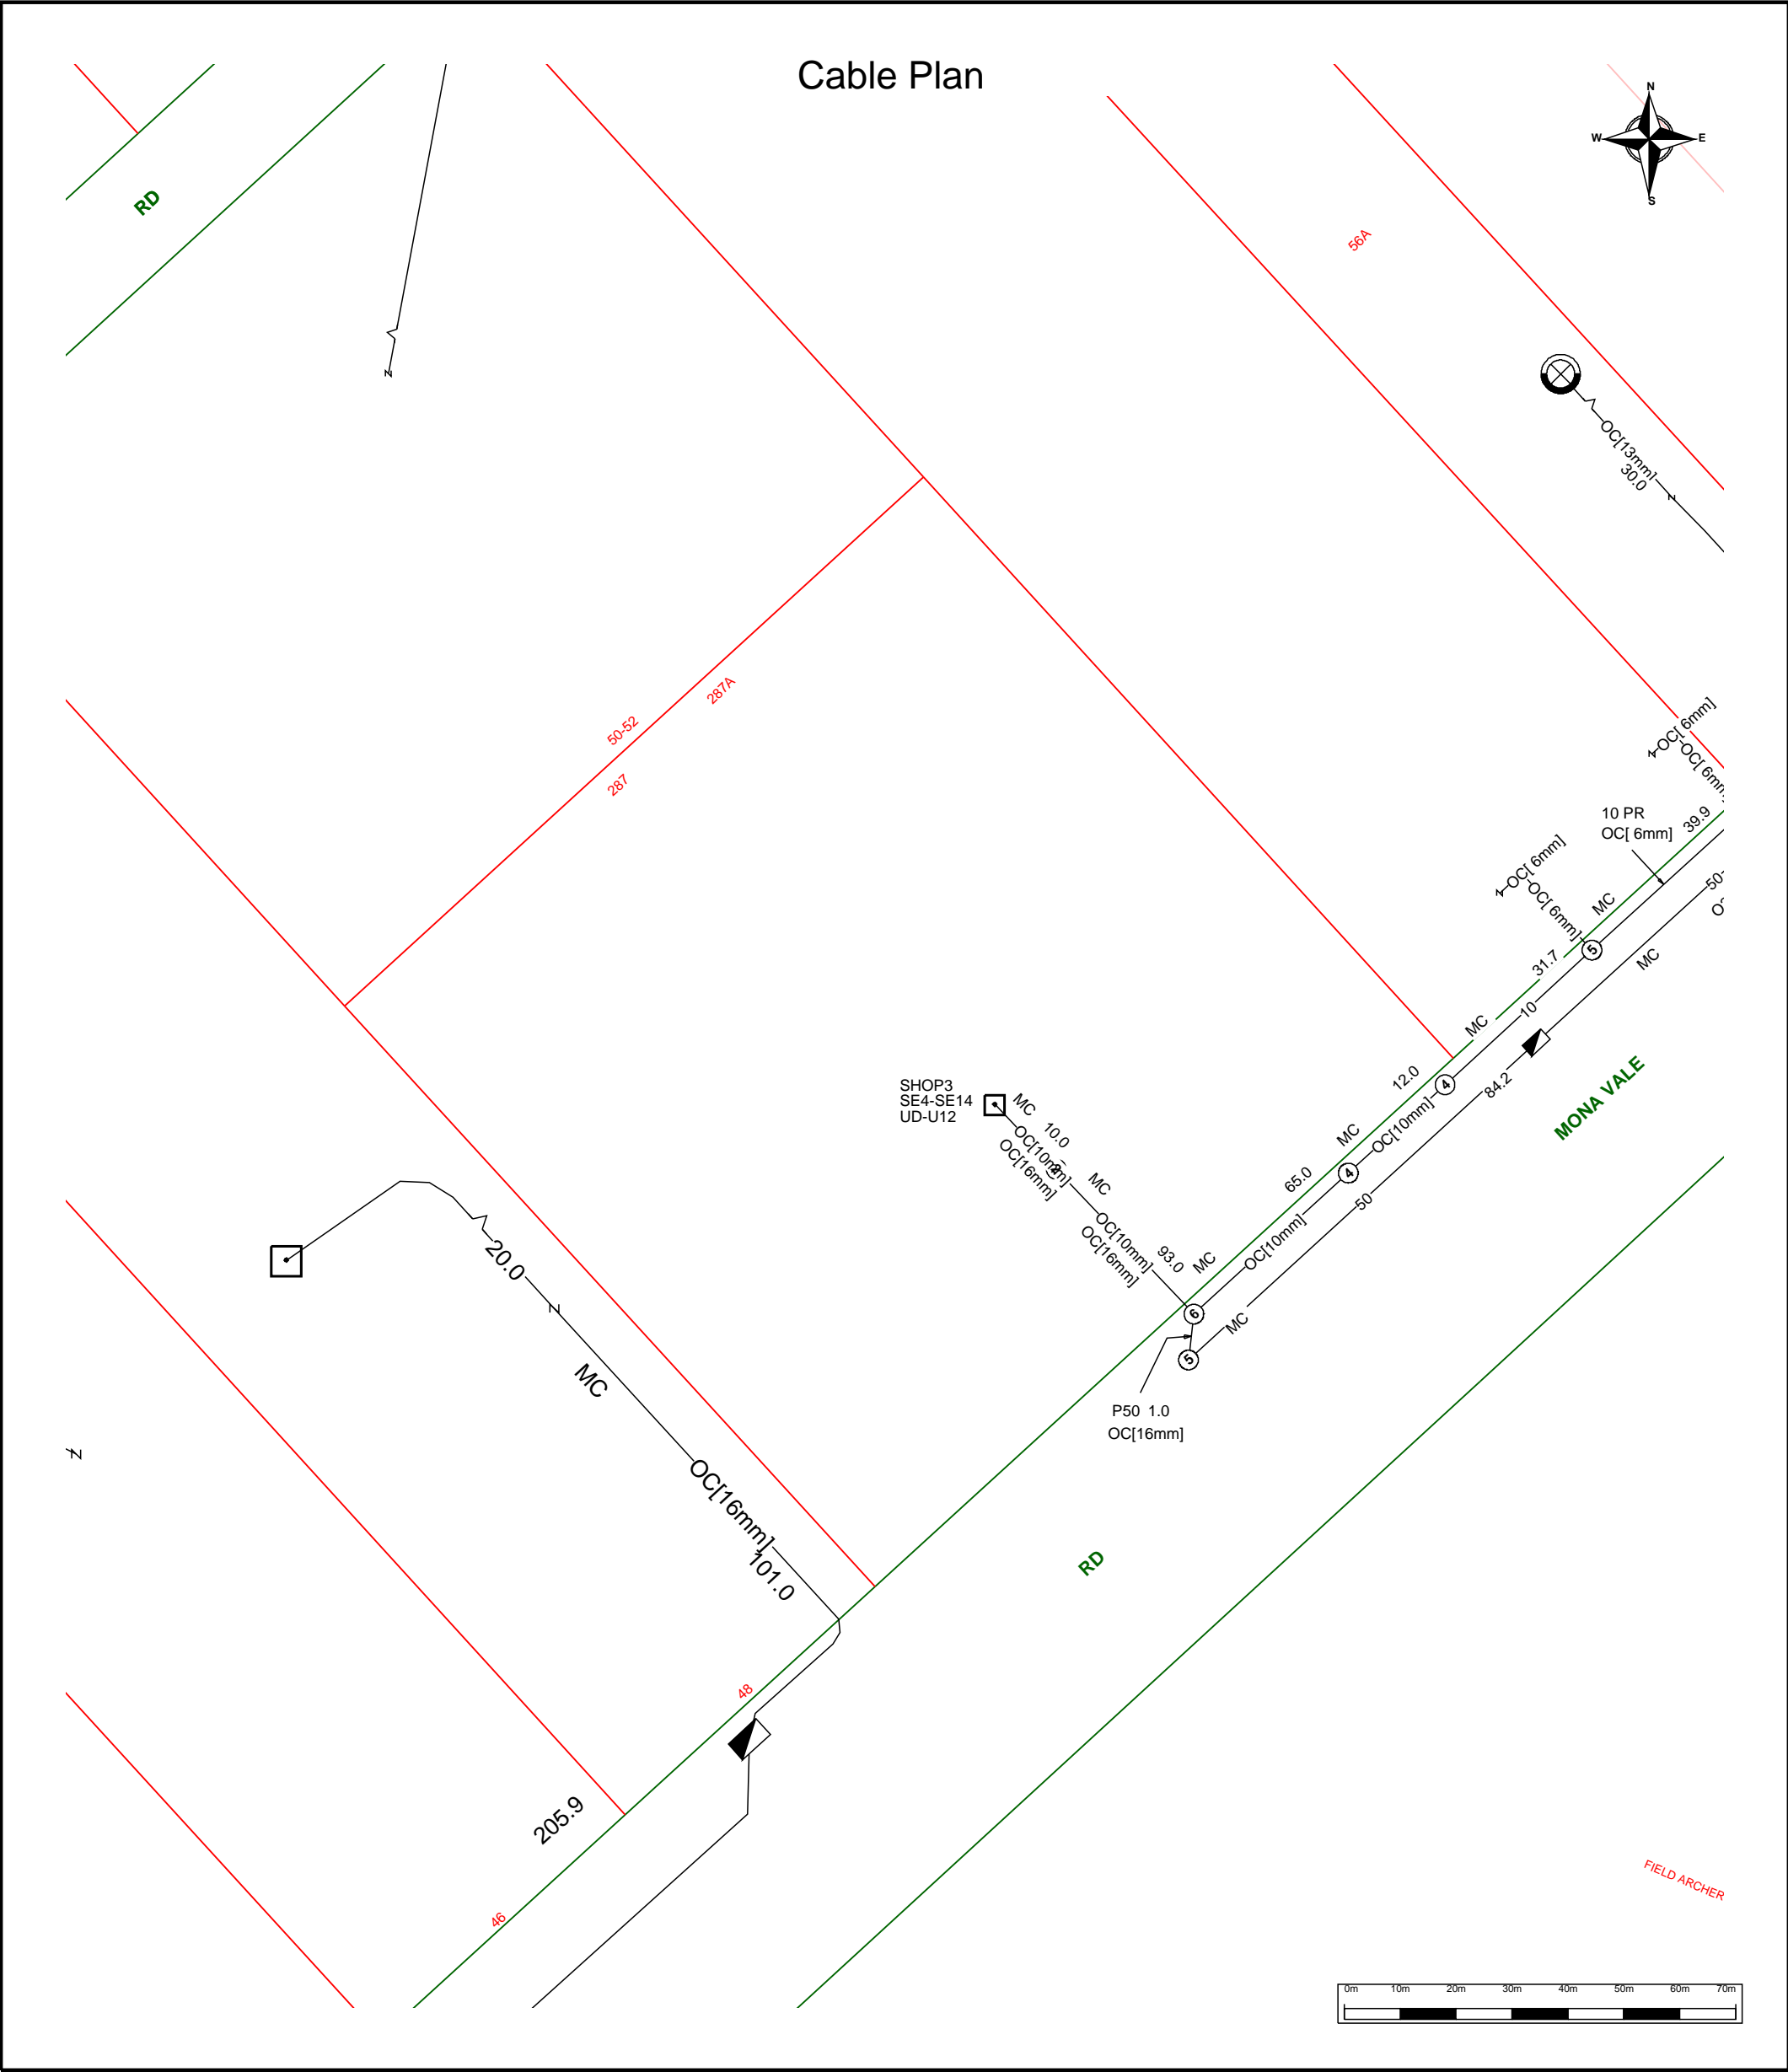 Cable Plan
N
W
E
S
RD
56A
OC[13mm]
30.0
287A
50-52
287
OC[ 6mm]
10 PR
OC[ 6mm]
39.9
OC[ 6mm]
OC[ 6mm]
MC
50
5
31.7
MC
MC
10
SHOP3
SE4-SE14
UD-U12
MC
10.0
OC[10mm]
OC[16mm]
MC
OC[10mm]
OC[16mm]
93.0
12.0
4
84.2
MONA VALE
MC
OC[10mm]
65.0
4
50
MC
OC[10mm]
6
MC
5
P50 1.0
OC[16mm]
20.0
MC
OC[16mm]
101.0
RD
48
205.9
46
FIELD ARCHER
0m 10m 20m 30m 40m 50m 60m 70m